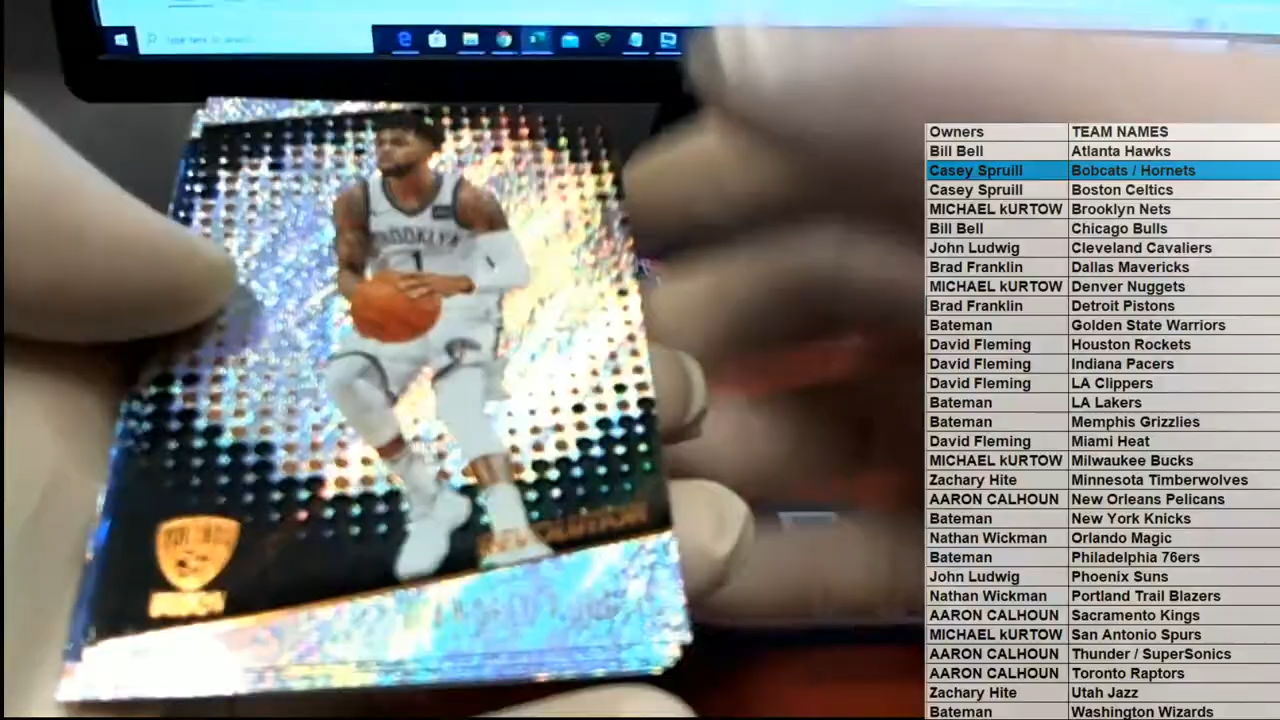 Type here to search
BROOKLYN
1
REVOLUTION
Owners TEAM NAMES
Bill Bell Atlanta Hawks
Casey Spruill Bobcats / Hornets
Casey Spruill Boston Celtics
MICHAEL kURTOW Brooklyn Nets
Bill Bell Chicago Bulls
John Ludwig Cleveland Cavaliers
Brad Franklin Dallas Mavericks
MICHAEL kURTOW Denver Nuggets
Brad Franklin Detroit Pistons
Bateman Golden State Warriors
David Fleming Houston Rockets
David Fleming Indiana Pacers
David Fleming LA Clippers
Bateman LA Lakers
Bateman Memphis Grizzlies
David Fleming Miami Heat
MICHAEL kURTOW Milwaukee Bucks
Zachary Hite Minnesota Timberwolves
AARON CALHOUN New Orleans Pelicans
Bateman New York Knicks
Nathan Wickman Orlando Magic
Bateman Philadelphia 76ers
John Ludwig Phoenix Suns
Nathan Wickman Portland Trail Blazers
AARON CALHOUN Sacramento Kings
MICHAEL kURTOW San Antonio Spurs
AARON CALHOUN Thunder / SuperSonics
AARON CALHOUN Toronto Raptors
Zachary Hite Utah Jazz
Bateman Washington Wizards